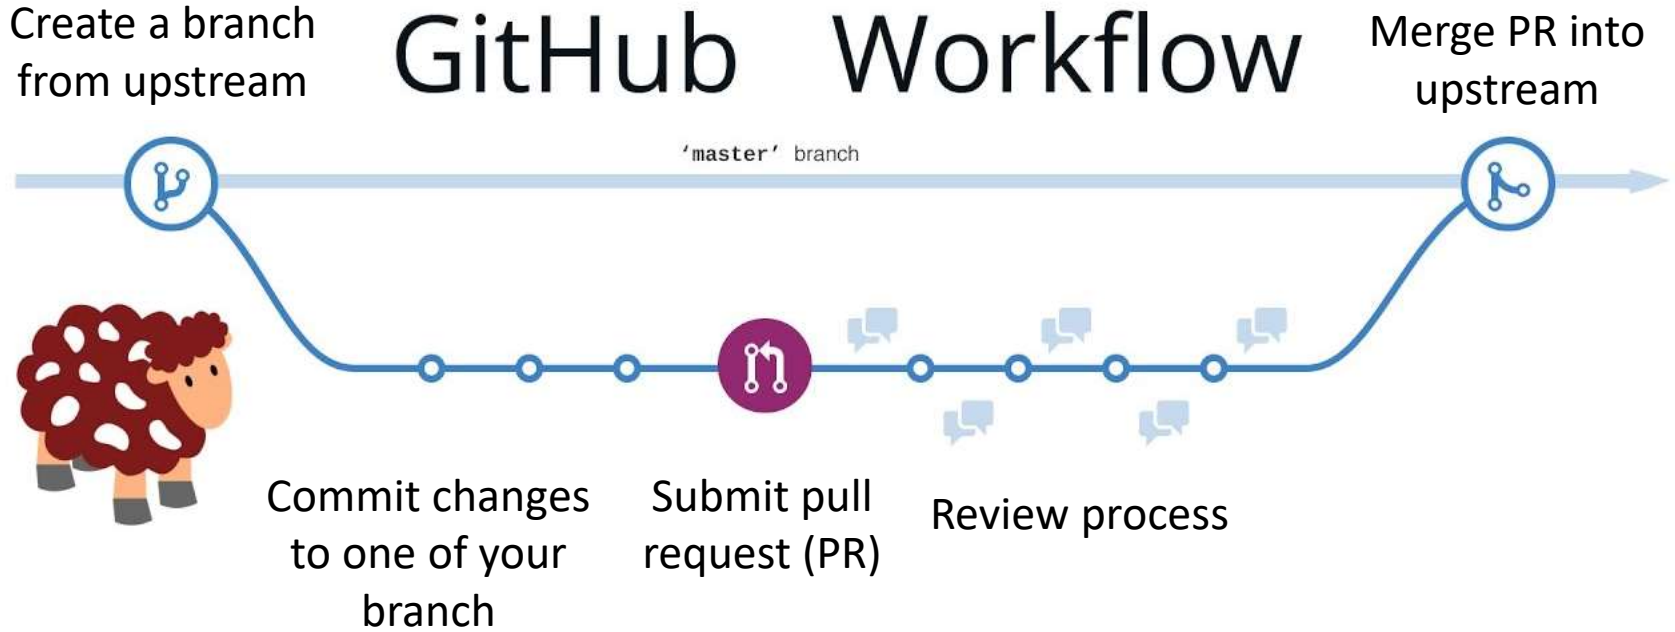 Create a branch
from upstream
GitHub Workflow
Merge PR into
upstream
'master' branch
Commit changes
to one of your
branch
Submit pull
request (PR)
Review process